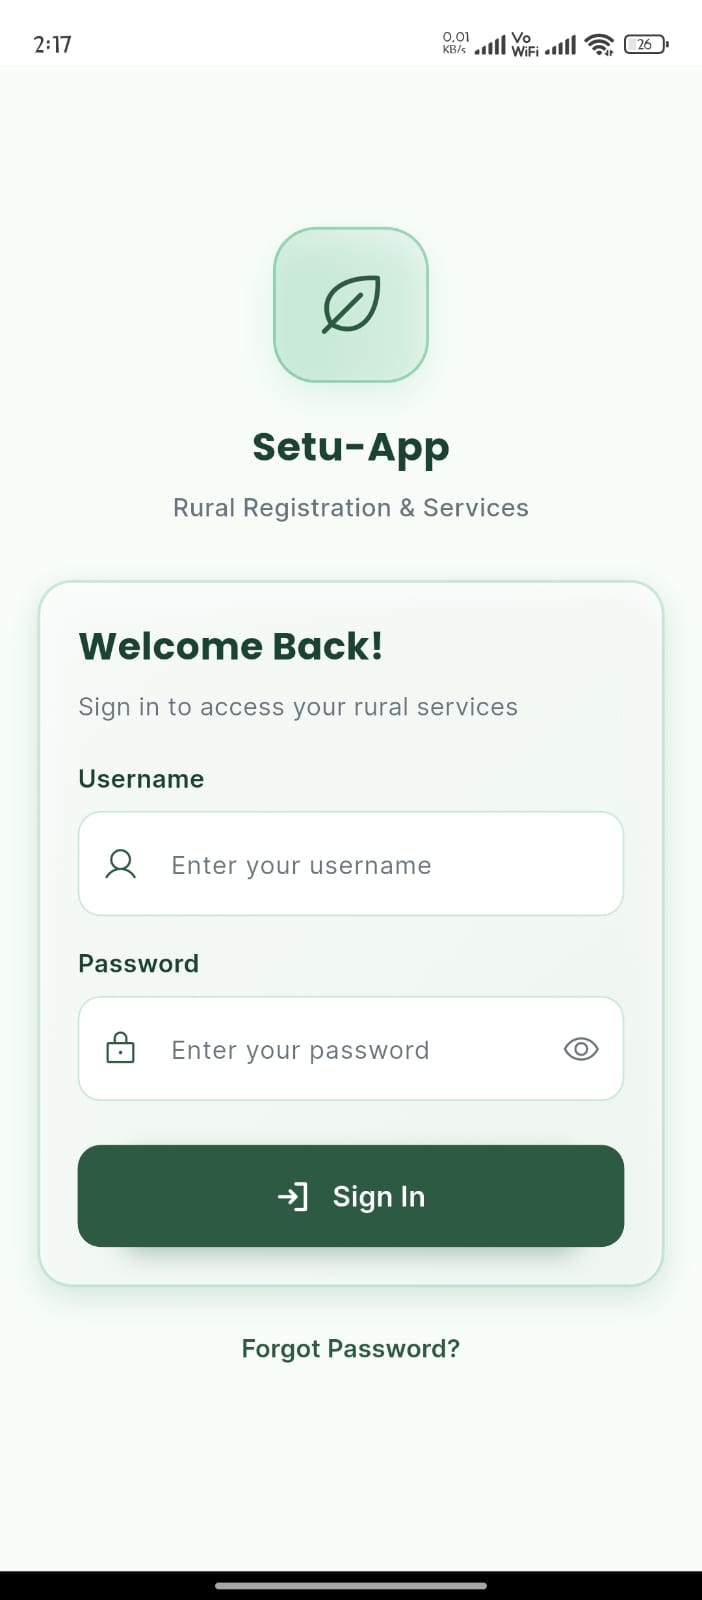 2:17
0,01
KB/s
Vo
WiFi
26
Setu-App
Rural Registration & Services
Welcome Back!
Sign in to access your rural services
Username
Enter your username
Password
Enter your password
Sign In
Forgot Password?